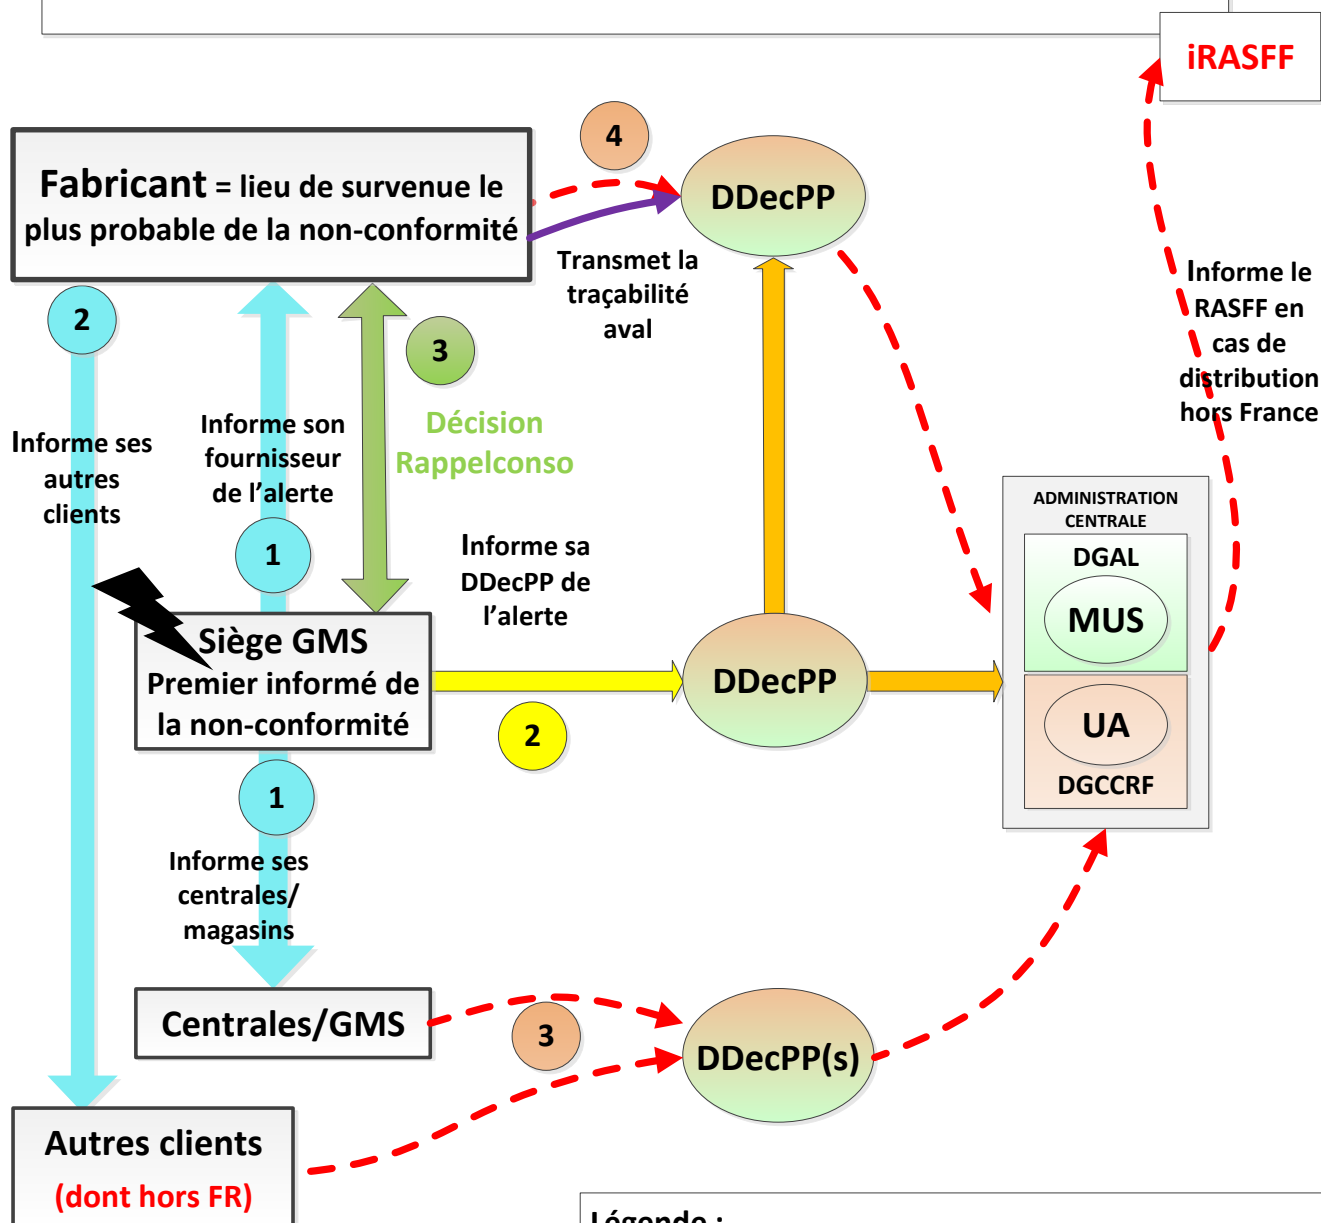 iRASFF
4
Fabricant = lieu de survenue le
plus probable de la non-conformité
DDecPP
Transmet la
traçabilité
aval
Informe le
RASFF en
cas de
distribution
hors France
2
3
Informe ses
autres
clients
Informe son
fournisseur
de l’alerte
Décision
Rappelconso
1
Informe sa
DDecPP de
l’alerte
ADMINISTRATION
CENTRALE
DGAL
MUS
Siège GMS
Premier informé de
la non-conformité
2
DDecPP
UA
DGCCRF
1
Informe ses
centrales/
magasins
Centrales/GMS
3
DDecPP(s)
Autres clients
(dont hors FR)
Légende :